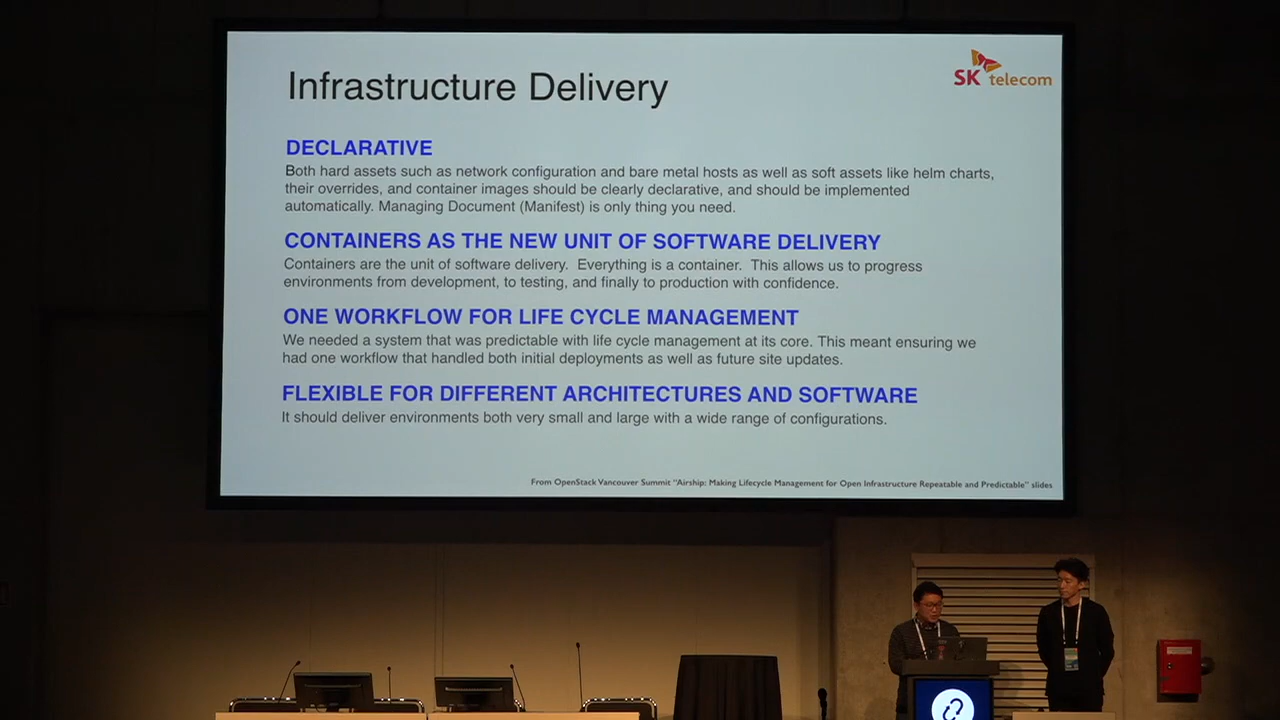 Infrastructure Delivery
SK telecom
DECLARATIVE
Both hard assets such as network configuration and bare metal hosts as well as soft assets like helm charts,
their overrides, and container images should be clearly declarative, and should be implemented
automatically. Managing Document (Manifest) is only thing you need.
CONTAINERS AS THE NEW UNIT OF SOFTWARE DELIVERY
Containers are the unit of software delivery. Everything is a container. This allows us to progress
environments from development, to testing, and finally to production with confidence.
ONE WORKFLOW FOR LIFE CYCLE MANAGEMENT
We needed a system that was predictable with life cycle management at its core. This meant ensuring we
had one workflow that handled both initial deployments as well as future site updates.
FLEXIBLE FOR DIFFERENT ARCHITECTURES AND SOFTWARE
It should deliver environments both very small and large with a wide range of configurations.
From OpenStack Vancouver Summit "Airship: Making Lifecycle Management for Open Infrastructure Repeatable and Predictable" slides